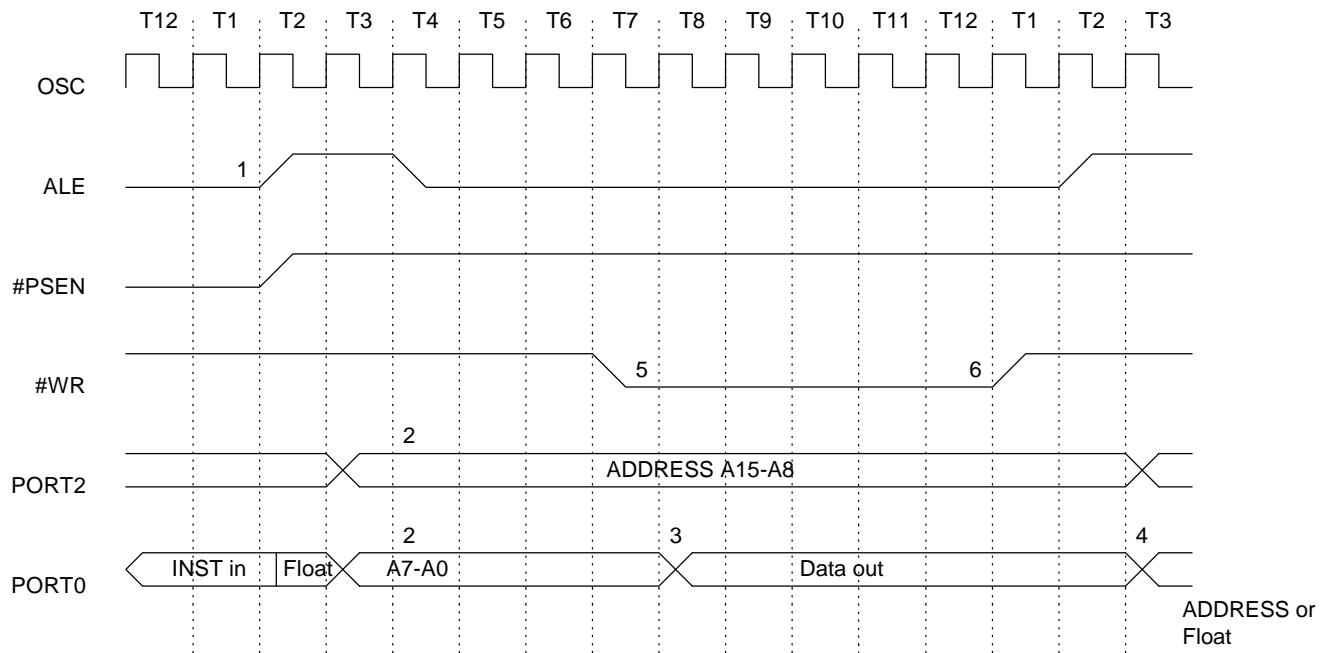 T12 T1 T2 T3 T4 T5 T6 T7 T8 T9 T10 T11 T12 T1 T2 T3
OSC
1
ALE
#PSEN
5 6
#WR
2
ADDRESS A15-A8
PORT2
2 3 4
INST in Float A7-A0 Data out
PORT0
ADDRESS or
Float